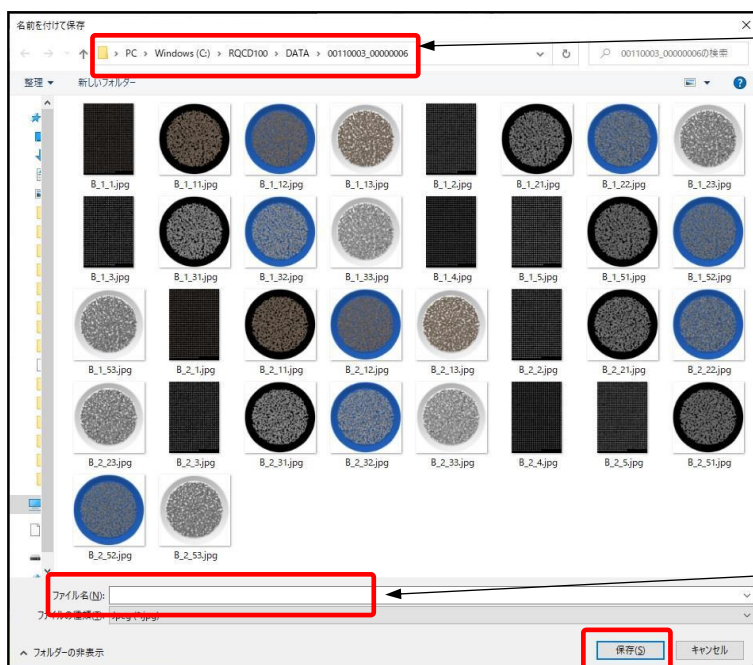 名前を付けて保存
PC > Windows (C:) > RQCD100 > DATA > 00110003_00000006
00110003_00000006の検索
整理 新しいフォルダー
B_1_1.jpg B_1_11.jpg B_1_12.jpg B_1_13.jpg B_1_2.jpg B_1_21.jpg B_1_22.jpg B_1_23.jpg
B_1_3.jpg B_1_31.jpg B_1_32.jpg B_1_33.jpg B_1_4.jpg B_1_5.jpg B_1_51.jpg B_1_52.jpg
B_1_53.jpg B_2_1.jpg B_2_11.jpg B_2_12.jpg B_2_13.jpg B_2_2.jpg B_2_21.jpg B_2_22.jpg
B_2_23.jpg B_2_3.jpg B_2_31.jpg B_2_32.jpg B_2_33.jpg B_2_4.jpg B_2_5.jpg B_2_51.jpg
B_2_52.jpg B_2_53.jpg
ファイル名(N):
フォルダーの非表示
保存(S) キャンセル